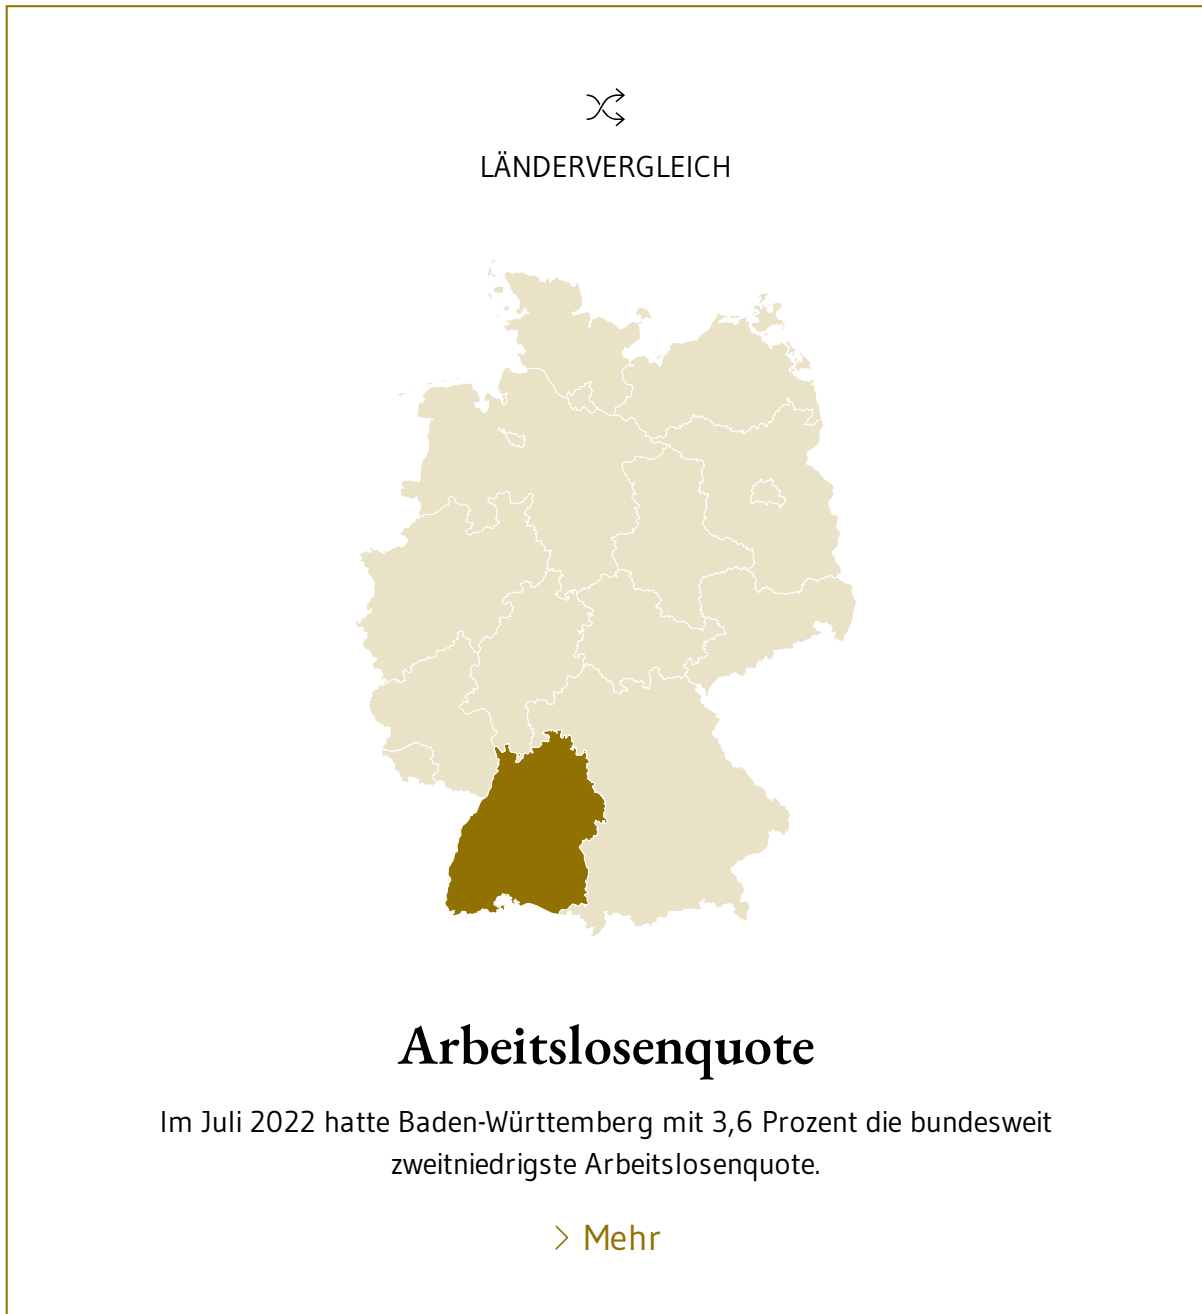 LÄNDERVERGLEICH
Arbeitslosenquote
Im Juli 2022 hatte Baden-Württemberg mit 3,6 Prozent die bundesweit
zweitniedrigste Arbeitslosenquote.
Mehr